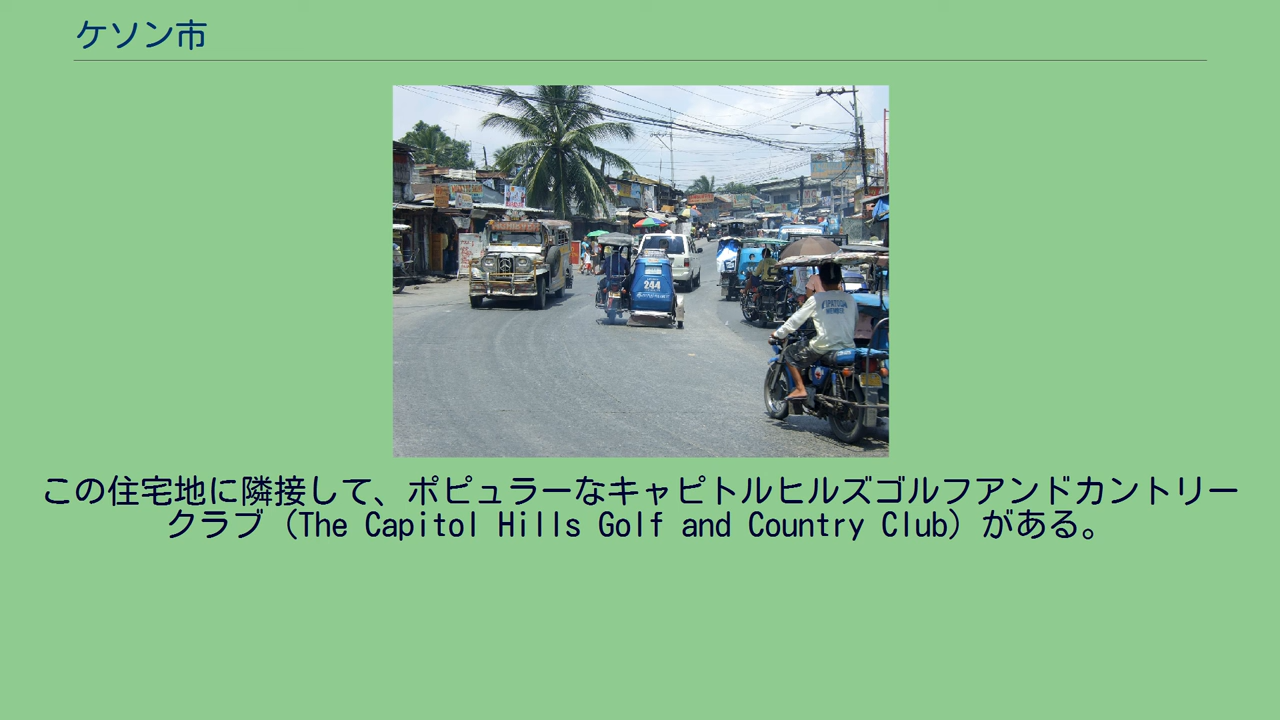 ケソン市
244
この住宅地に隣接して、ポピュラーなキャピトルヒルズゴルフアンドカントリー
クラブ（The Capitol Hills Golf and Country Club）がある。